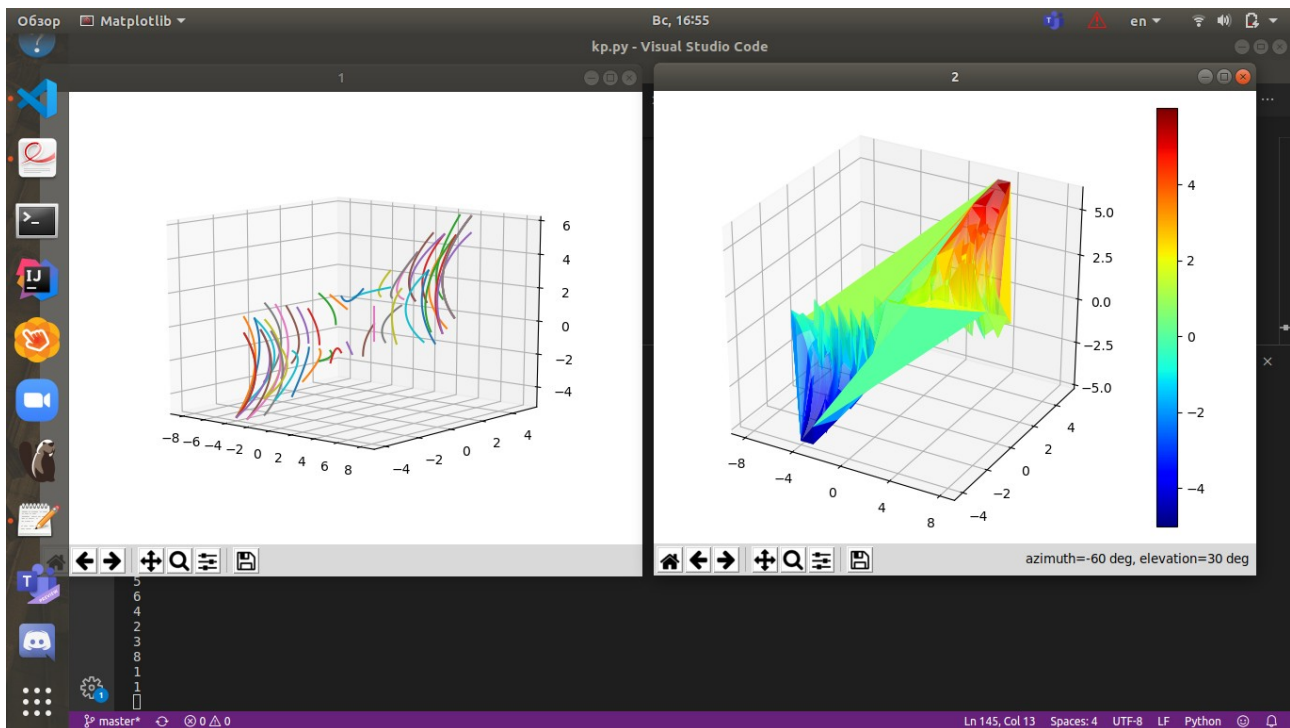 Обзор Matplotlib Вс, 16:55 en
kp.py - Visual Studio Code
1
6
4
2
0
−2
−4
−8 −6 −4 −2 0 2 4 6 8
−4 −2 0 2 4
2
5.0
2.5
0.0
−2.5
−5.0
−8 −4 0 4 8
−4 −2 0 2 4
4
2
0
−2
−4
azimuth=-60 deg, elevation=30 deg
5
6
4
2
3
8
1
1
master* 0 0 Ln 145, Col 13 Spaces: 4 UTF-8 LF Python
>_
IJ
T
PREVIEW
1